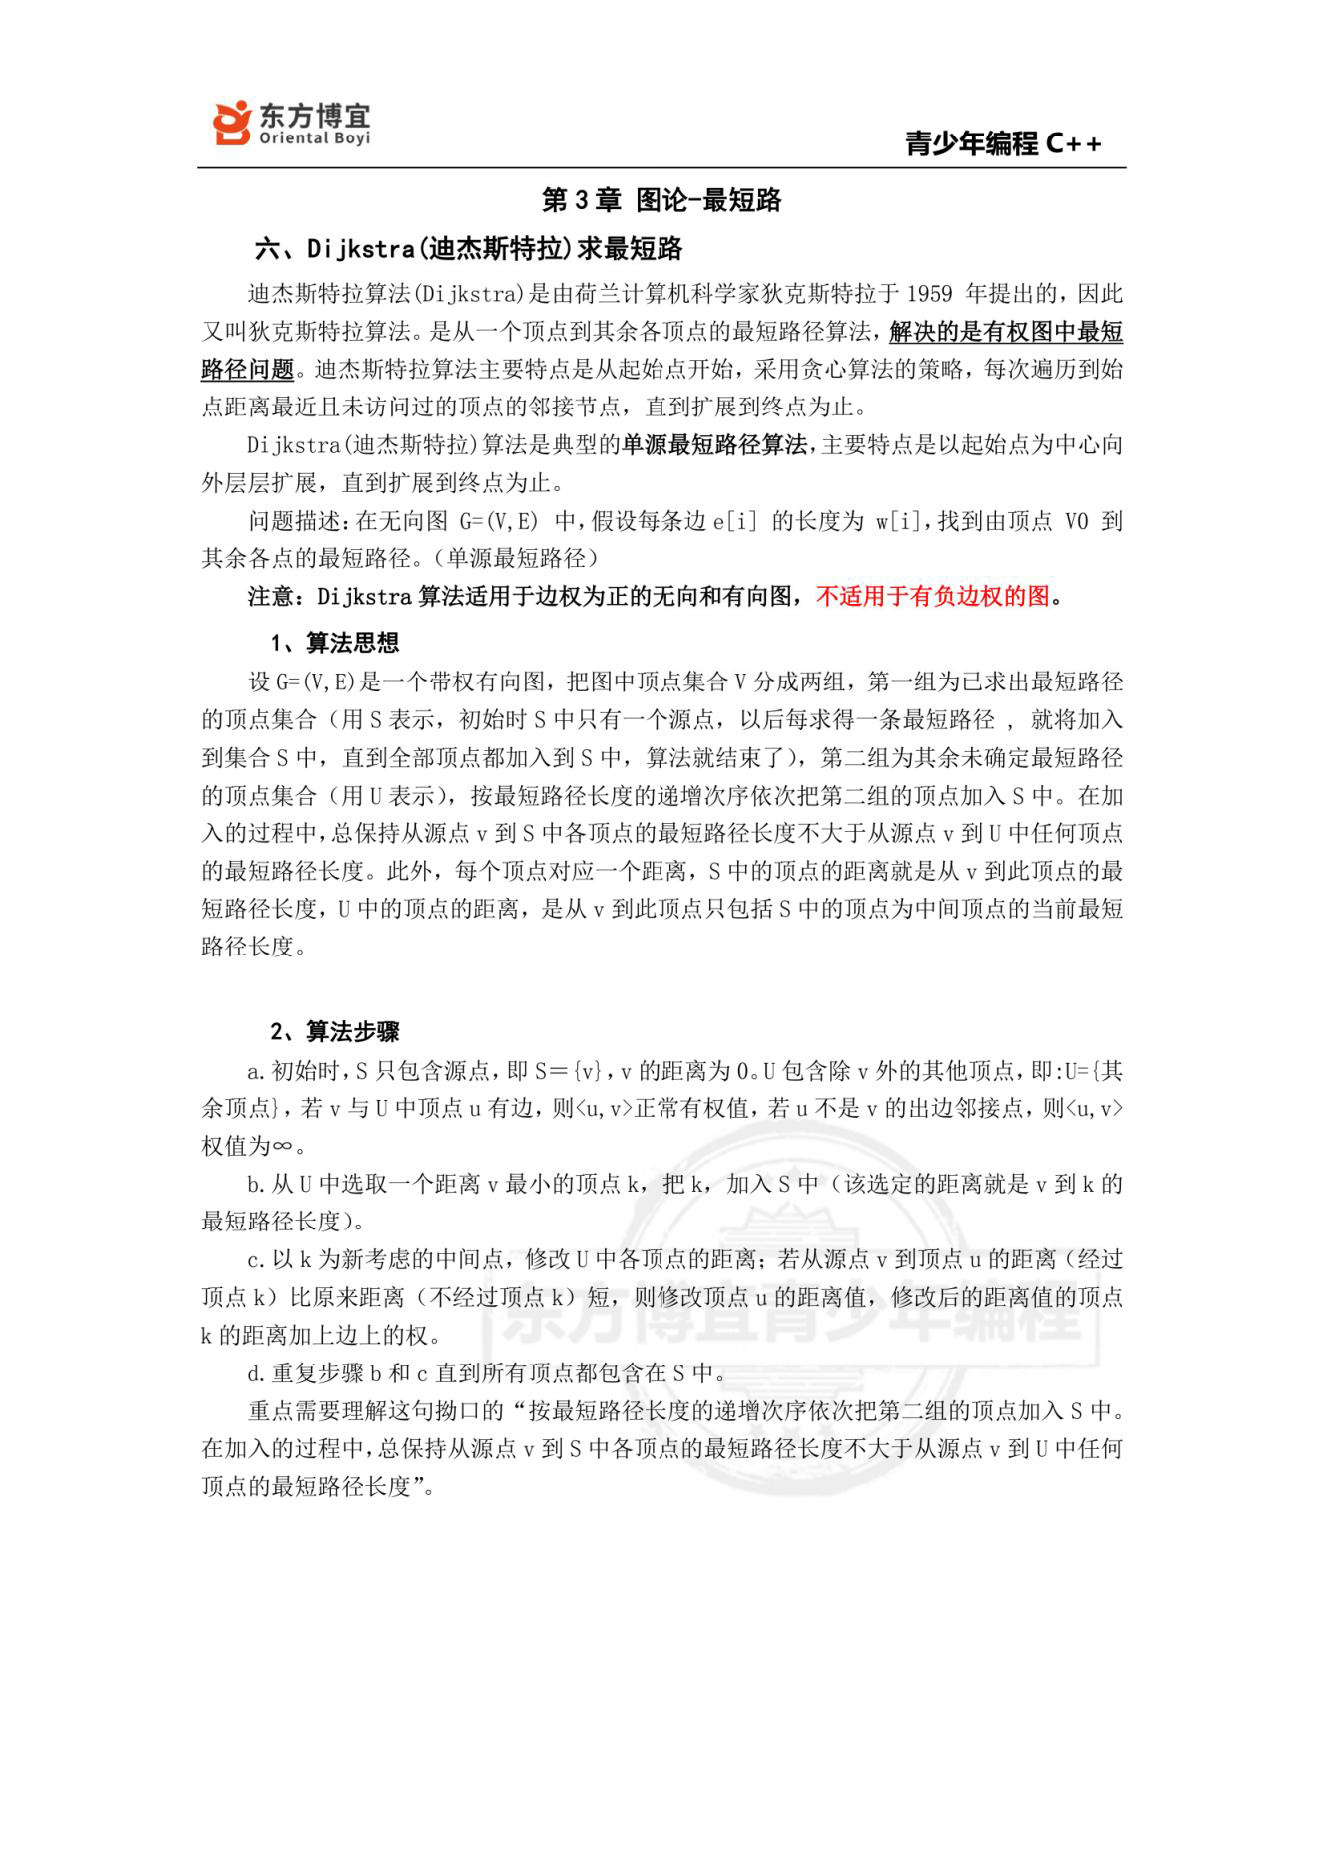 东方博宜
Oriental Boyi
青少年编程 C++
第 3 章 图论-最短路
六、Dijkstra(迪杰斯特拉)求最短路
迪杰斯特拉算法(Dijkstra)是由荷兰计算机科学家狄克斯特拉于 1959 年提出的，因此
又叫狄克斯特拉算法。是从一个顶点到其余各顶点的最短路径算法，解决的是有权图中最短
路径问题。迪杰斯特拉算法主要特点是从起始点开始，采用贪心算法的策略，每次遍历到始
点距离最近且未访问过的顶点的邻接节点，直到扩展到终点为止。
Dijkstra(迪杰斯特拉)算法是典型的单源最短路径算法，主要特点是以起始点为中心向
外层层扩展，直到扩展到终点为止。
问题描述：在无向图 G=(V,E) 中，假设每条边 e[i] 的长度为 w[i]，找到由顶点 V0 到
其余各点的最短路径。（单源最短路径）
注意：Dijkstra 算法适用于边权为正的无向和有向图，不适用于有负边权的图。
1、算法思想
设 G=(V,E)是一个带权有向图，把图中顶点集合 V 分成两组，第一组为已求出最短路径
的顶点集合（用 S 表示，初始时 S 中只有一个源点，以后每求得一条最短路径 , 就将加入
到集合 S 中，直到全部顶点都加入到 S 中，算法就结束了），第二组为其余未确定最短路径
的顶点集合（用 U 表示），按最短路径长度的递增次序依次把第二组的顶点加入 S 中。在加
入的过程中，总保持从源点 v 到 S 中各顶点的最短路径长度不大于从源点 v 到 U 中任何顶点
的最短路径长度。此外，每个顶点对应一个距离，S 中的顶点的距离就是从 v 到此顶点的最
短路径长度，U 中的顶点的距离，是从 v 到此顶点只包括 S 中的顶点为中间顶点的当前最短
路径长度。
2、算法步骤
a.初始时，S 只包含源点，即 S＝{v}，v 的距离为 0。U 包含除 v 外的其他顶点，即:U={其
余顶点}，若 v 与 U 中顶点 u 有边，则<u,v>正常有权值，若 u 不是 v 的出边邻接点，则<u,v>
权值为∞。
b.从 U 中选取一个距离 v 最小的顶点 k，把 k，加入 S 中（该选定的距离就是 v 到 k 的
最短路径长度）。
c.以 k 为新考虑的中间点，修改 U 中各顶点的距离；若从源点 v 到顶点 u 的距离（经过
顶点 k）比原来距离（不经过顶点 k）短，则修改顶点 u 的距离值，修改后的距离值的顶点
k 的距离加上边上的权。
d.重复步骤 b 和 c 直到所有顶点都包含在 S 中。
重点需要理解这句拗口的“按最短路径长度的递增次序依次把第二组的顶点加入 S 中。
在加入的过程中，总保持从源点 v 到 S 中各顶点的最短路径长度不大于从源点 v 到 U 中任何
顶点的最短路径长度”。
东方博宜青少年编程